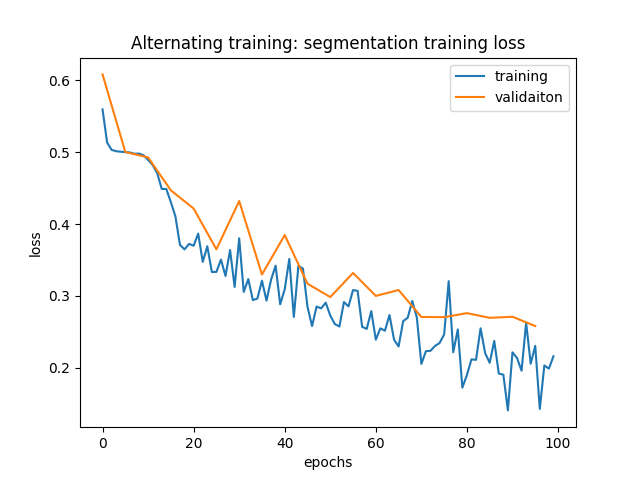 Alternating training: segmentation training loss
training
validaiton
0.6
0.5
0.4
0.3
0.2
loss
0 20 40 60 80 100
epochs